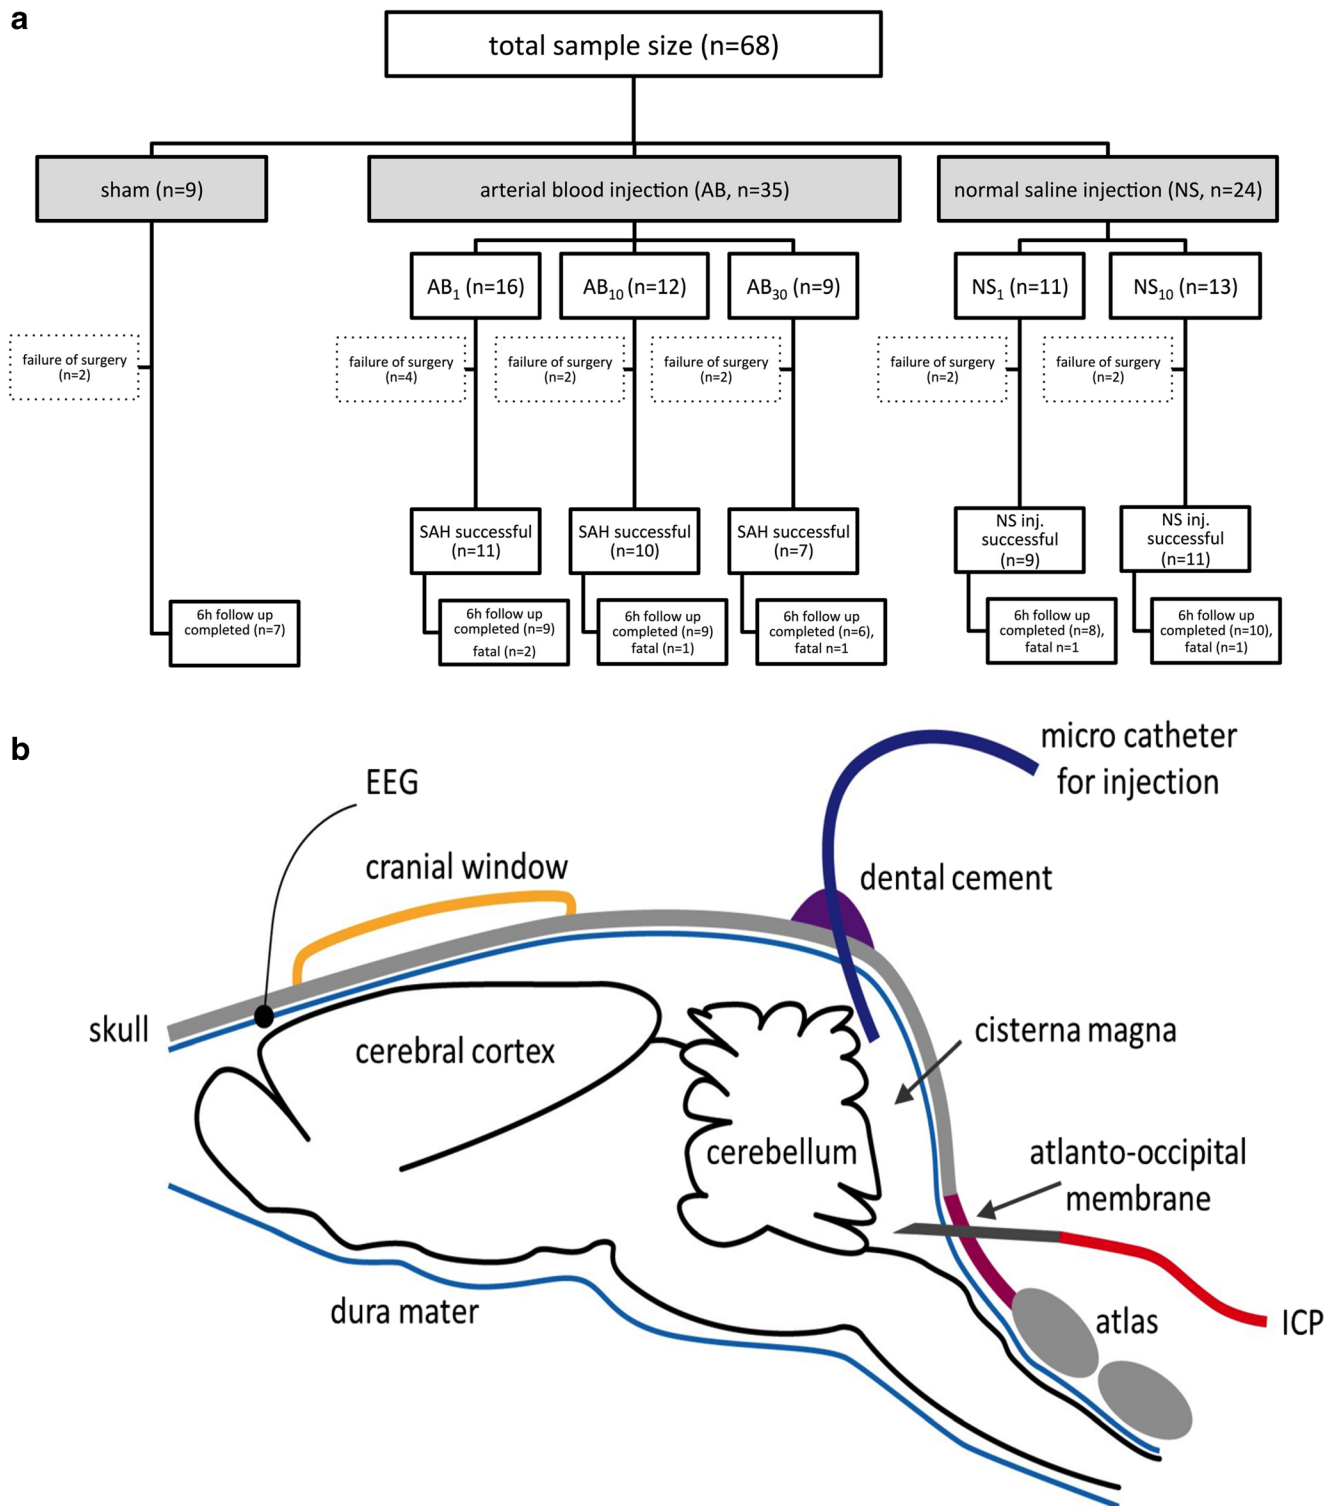 a
total sample size (n=68)
sham (n=9)
arterial blood injection (AB, n=35)
normal saline injection (NS, n=24)
AB₁ (n=16)
AB₁₀ (n=12)
AB₃₀ (n=9)
NS₁ (n=11)
NS₁₀ (n=13)
failure of surgery
(n=2)
failure of surgery
(n=4)
failure of surgery
(n=2)
failure of surgery
(n=2)
failure of surgery
(n=2)
failure of surgery
(n=2)
SAH successful
(n=11)
SAH successful
(n=10)
SAH successful
(n=7)
NS inj.
successful
(n=9)
NS inj.
successful
(n=11)
6h follow up
completed (n=7)
6h follow up
completed (n=9)
fatal (n=2)
6h follow up
completed (n=9)
fatal (n=1)
6h follow up
completed (n=6),
fatal n=1
6h follow up
completed (n=8),
fatal n=1
6h follow up
completed (n=10),
fatal (n=1)
b
micro catheter
for injection
EEG
cranial window
dental cement
skull
cerebral cortex
cisterna magna
cerebellum
atlanto-occipital
membrane
dura mater
atlas
ICP